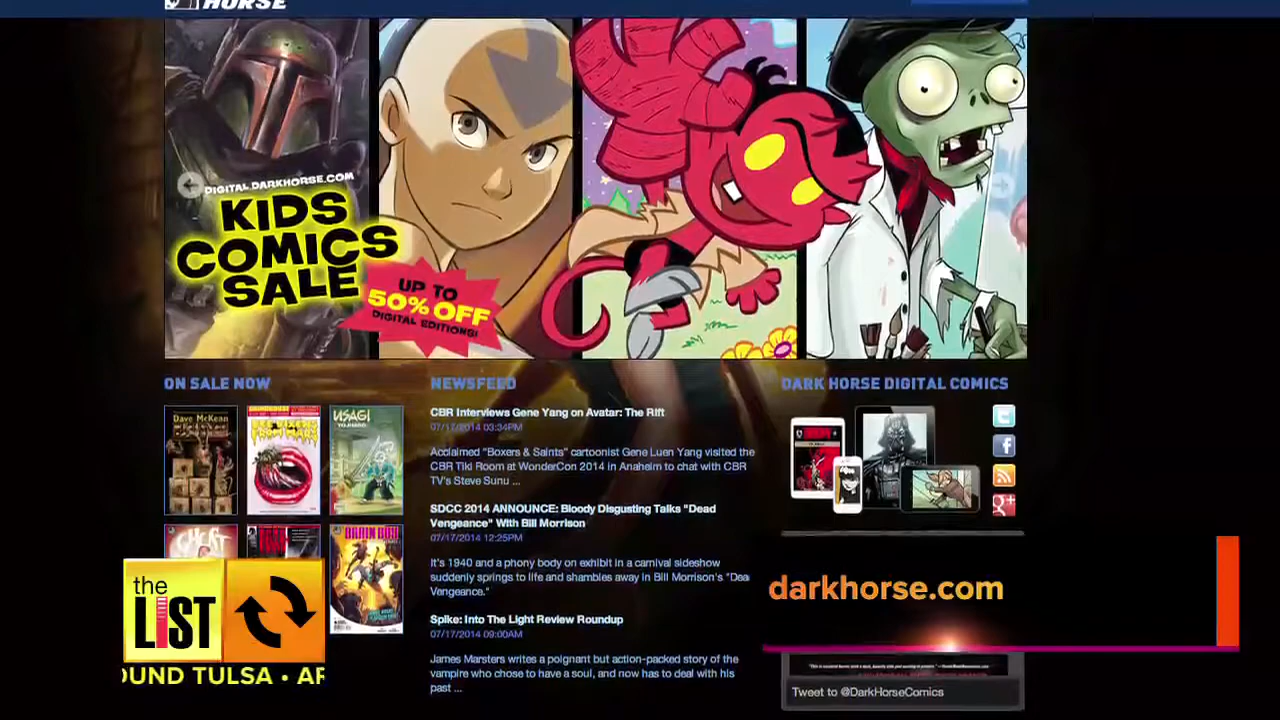 HORSE
DIGITAL.DARKHORSE.COM
KIDS
COMICS
SALE
UP TO
50% OFF
DIGITAL EDITIONS!
ON SALE NOW
NEWSFEED
DARK HORSE DIGITAL COMICS
Dave McKean
USAGI
YOJIMBO
BRAIN BOY
CBR Interviews Gene Yang on Avatar: The Rift
07/17/2014 03:34PM
Acclaimed "Boxers & Saints" cartoonist Gene Luen Yang visited the
CBR Tiki Room at WonderCon 2014 in Anaheim to chat with CBR
TV's Steve Sunu ...
SDCC 2014 ANNOUNCE: Bloody Disgusting Talks "Dead
Vengeance" With Bill Morrison
07/17/2014 12:25PM
It's 1940 and a phony body on exhibit in a carnival sideshow
suddenly springs to life and shambles away in Bill Morrison's "Dea
Vengeance."
Spike: Into The Light Review Roundup
07/17/2014 09:00AM
James Marsters writes a poignant but action-packed story of the
vampire who chose to have a soul, and now has to deal with his
past ...
darkhorse.com
Tweet to @DarkHorseComics
the
LIST
OUND TULSA • AR